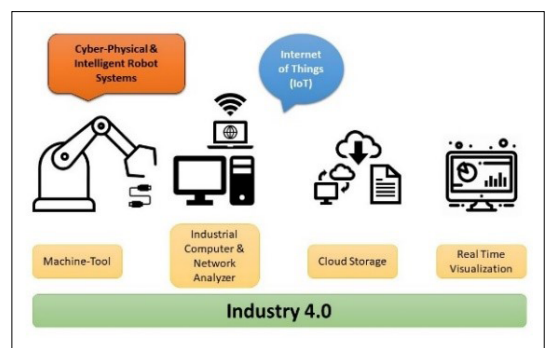 Cyber-Physical &
Intelligent Robot
Systems
Internet
of Things
(IoT)
Machine-Tool
Industrial
Computer &
Network
Analyzer
Cloud Storage
Real Time
Visualization
Industry 4.0